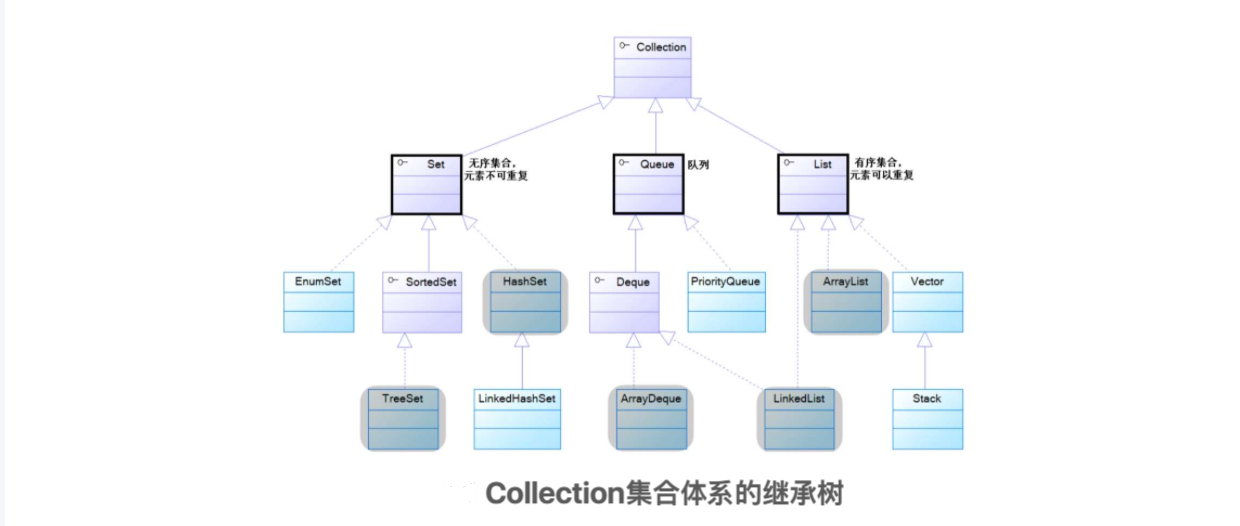 Collection
Set
无序集合，
元素不可重复
Queue
队列
List
有序集合，
元素可以重复
EnumSet
SortedSet
HashSet
Deque
PriorityQueue
ArrayList
Vector
TreeSet
LinkedHashSet
ArrayDeque
LinkedList
Stack
Collection集合体系的继承树